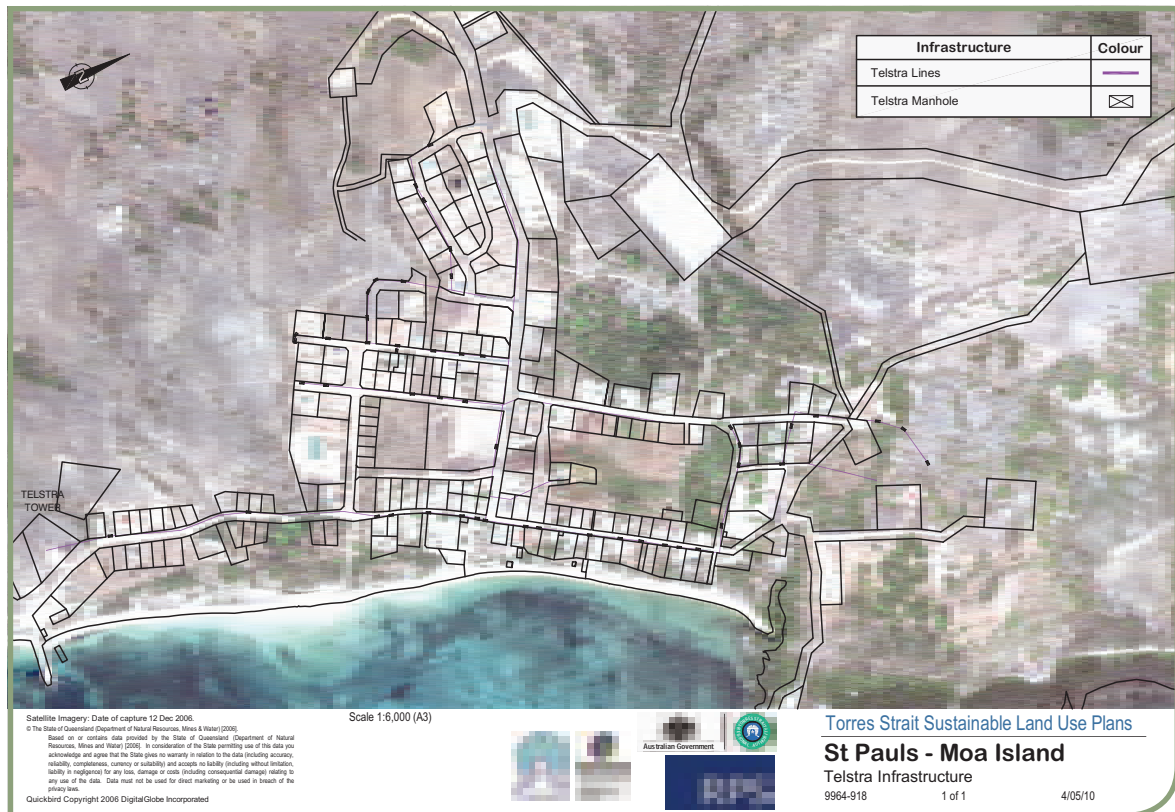 Infrastructure Colour
Telstra Lines
Telstra Manhole
TELSTRA
TOWER
Satellite Imagery: Date of capture 12 Dec 2006.
© The State of Queensland (Department of Natural Resources, Mines & Water) [2006].
Based on or contains data provided by the State of Queensland (Department of Natural
Resources, Mines and Water) [2006]. In consideration of the State permitting use of this data you
acknowledge and agree that the State gives no warranty in relation to the data (including accuracy,
reliability, completeness, currency or suitability) and accepts no liability (including without limitation,
liability in negligence) for any loss, damage or costs (including consequential damage) relating to
any use of the data. Data must not be used for direct marketing or be used in breach of the
privacy laws.
Quickbird Copyright 2006 DigitalGlobe Incorporated
Scale 1:6,000 (A3)
Australian Government
Torres Strait Sustainable Land Use Plans
St Pauls - Moa Island
Telstra Infrastructure
9964-918 1 of 1 4/05/10